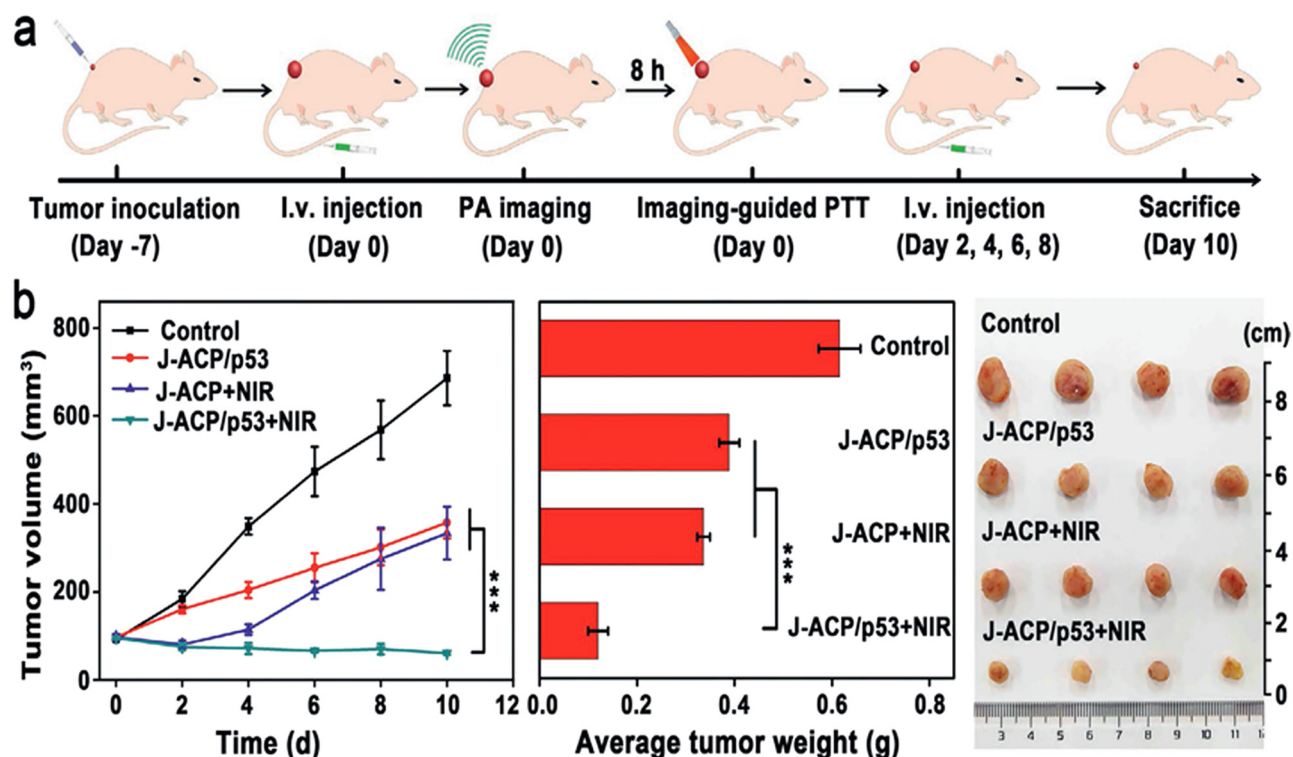 a
8 h
Tumor inoculation
(Day -7)
I.v. injection
(Day 0)
PA imaging
(Day 0)
Imaging-guided PTT
(Day 0)
I.v. injection
(Day 2, 4, 6, 8)
Sacrifice
(Day 10)
b
Tumor volume (mm³)
800
600
400
200
0
Control
J-ACP/p53
J-ACP+NIR
J-ACP/p53+NIR
***
0 2 4 6 8 10 12
Time (d)
Control
J-ACP/p53
J-ACP+NIR
J-ACP/p53+NIR
***
0.0 0.2 0.4 0.6 0.8
Average tumor weight (g)
Control
J-ACP/p53
J-ACP+NIR
J-ACP/p53+NIR
(cm)
8
6
4
2
0
3 4 5 6 7 8 9 10 11